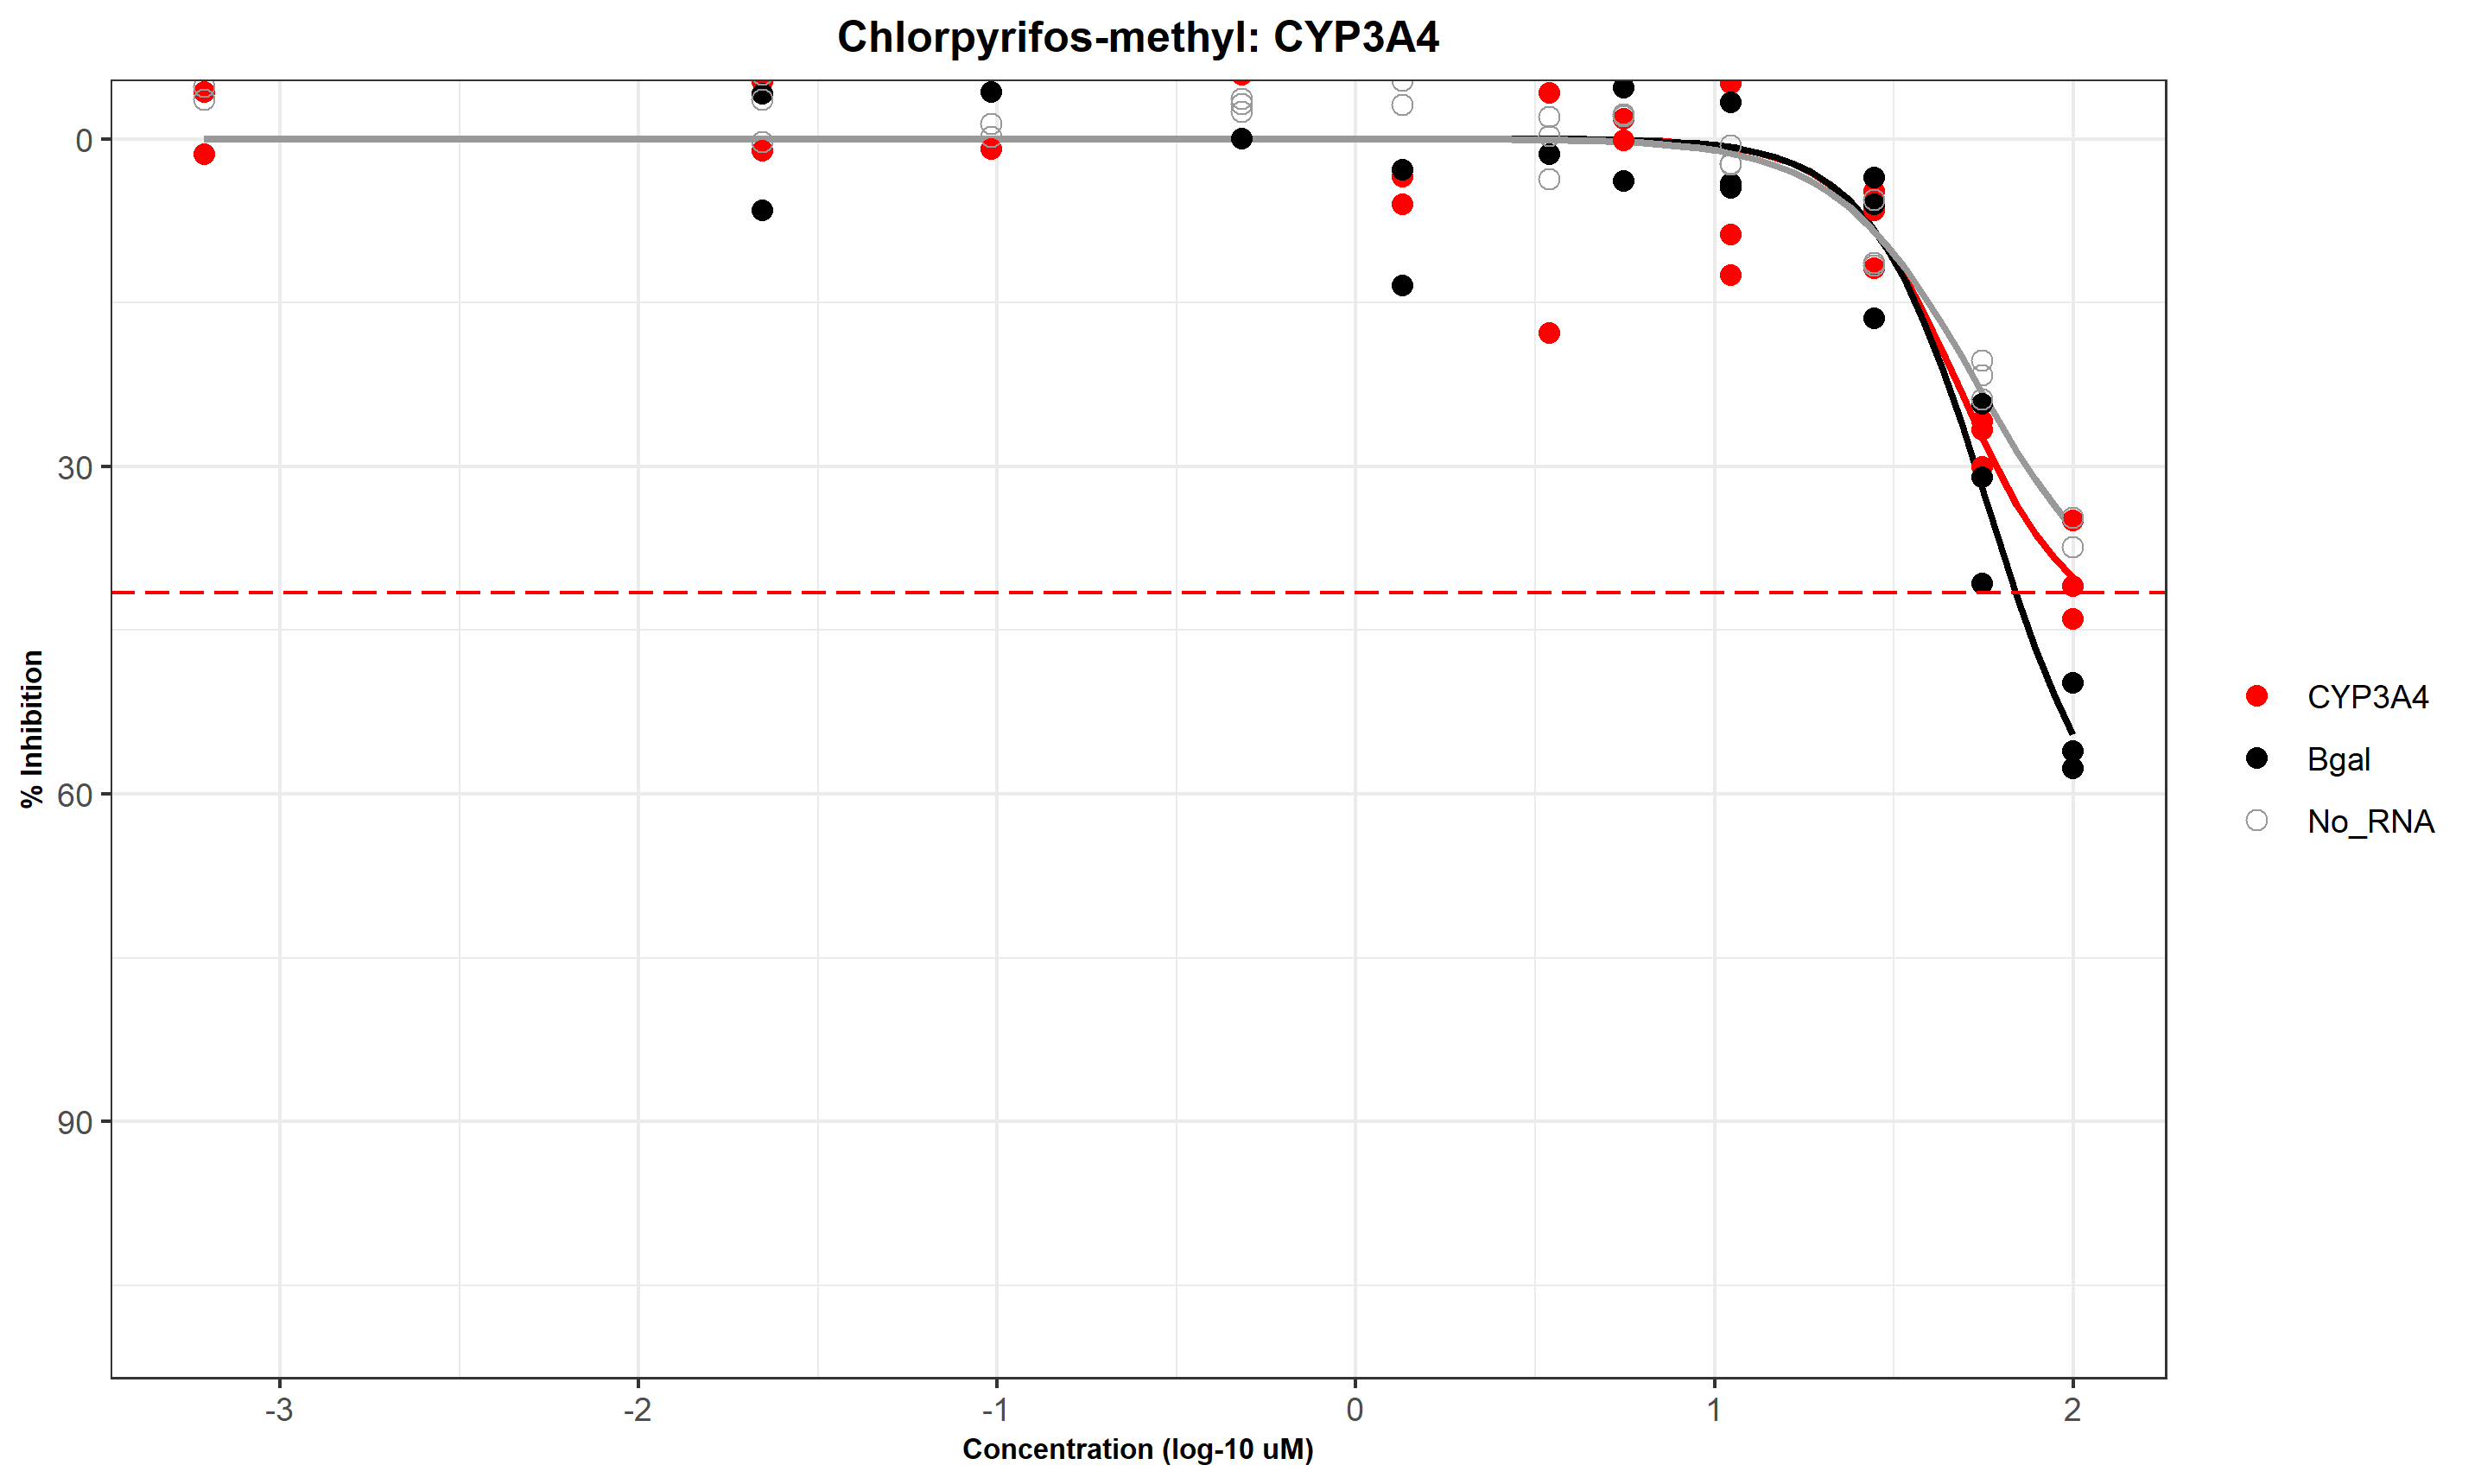 Chlorpyrifos-methyl: CYP3A4
% Inhibition
0
30
60
90
-3
-2
-1
0
1
2
Concentration (log-10 uM)
CYP3A4
Bgal
No_RNA